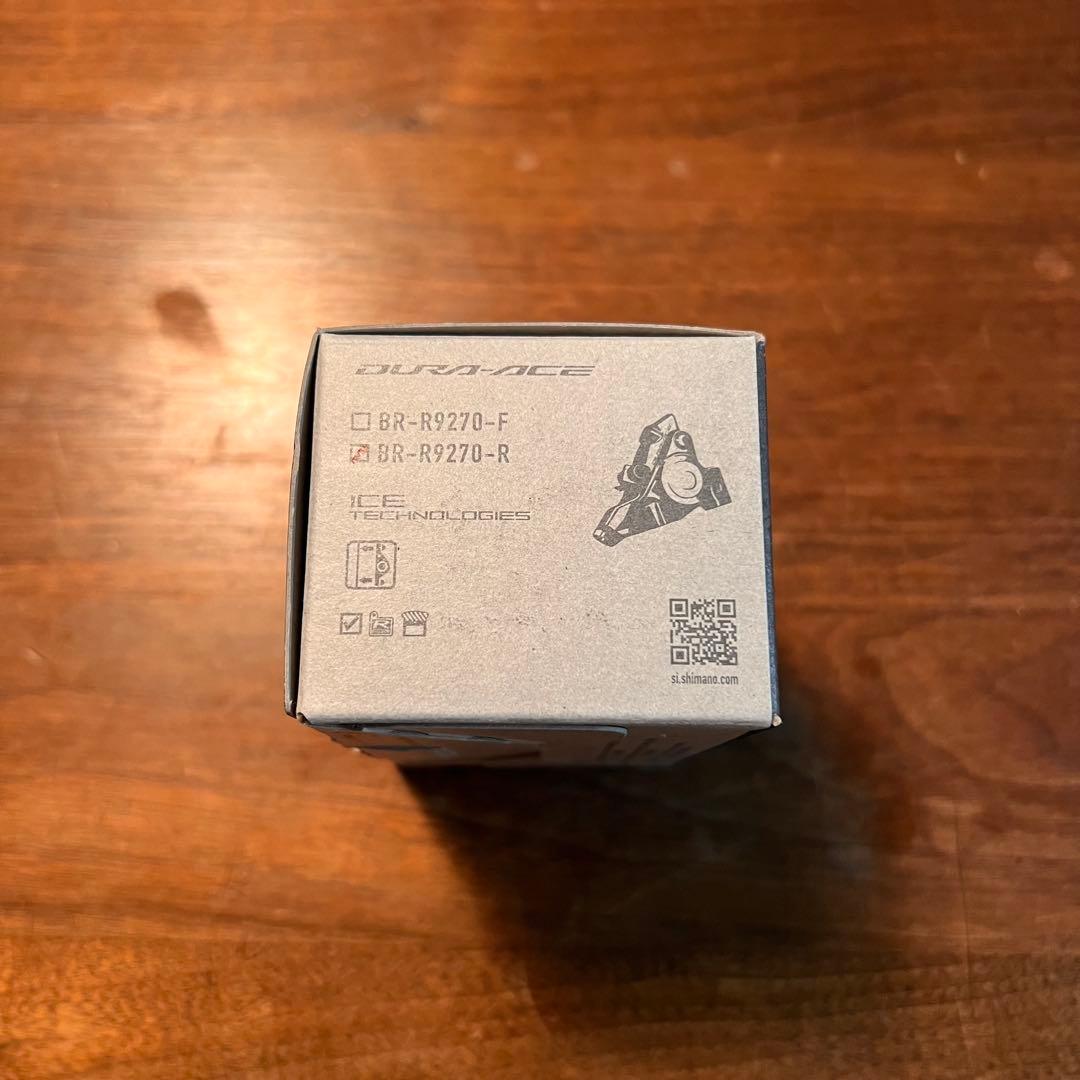 DURA-ACE
BR-R9270-F
BR-R9270-R
ICE
TECHNOLOGIES
si.shimano.com